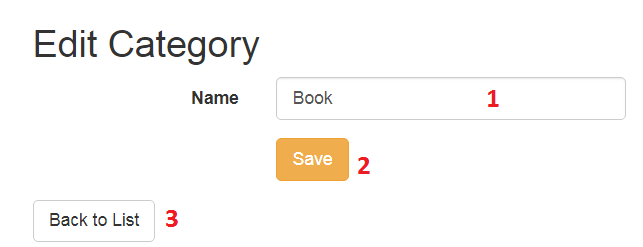 Edit Category
Name Book 1
Save 2
Back to List 3